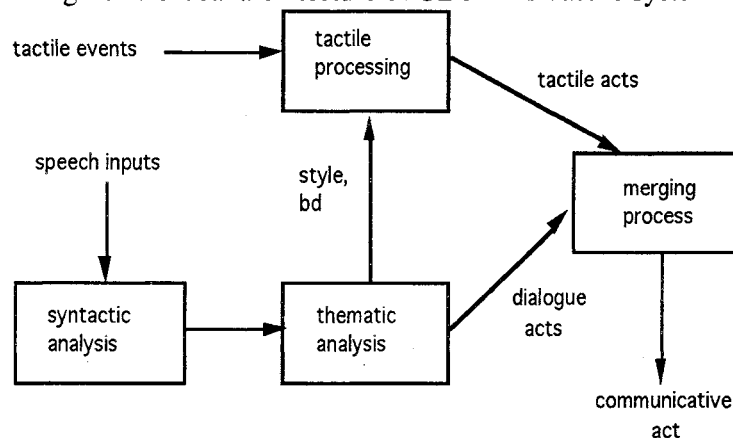 tactile events
tactile
processing
tactile acts
speech inputs
style,
bd
merging
process
syntactic
analysis
thematic
analysis
dialogue
acts
communicative
act